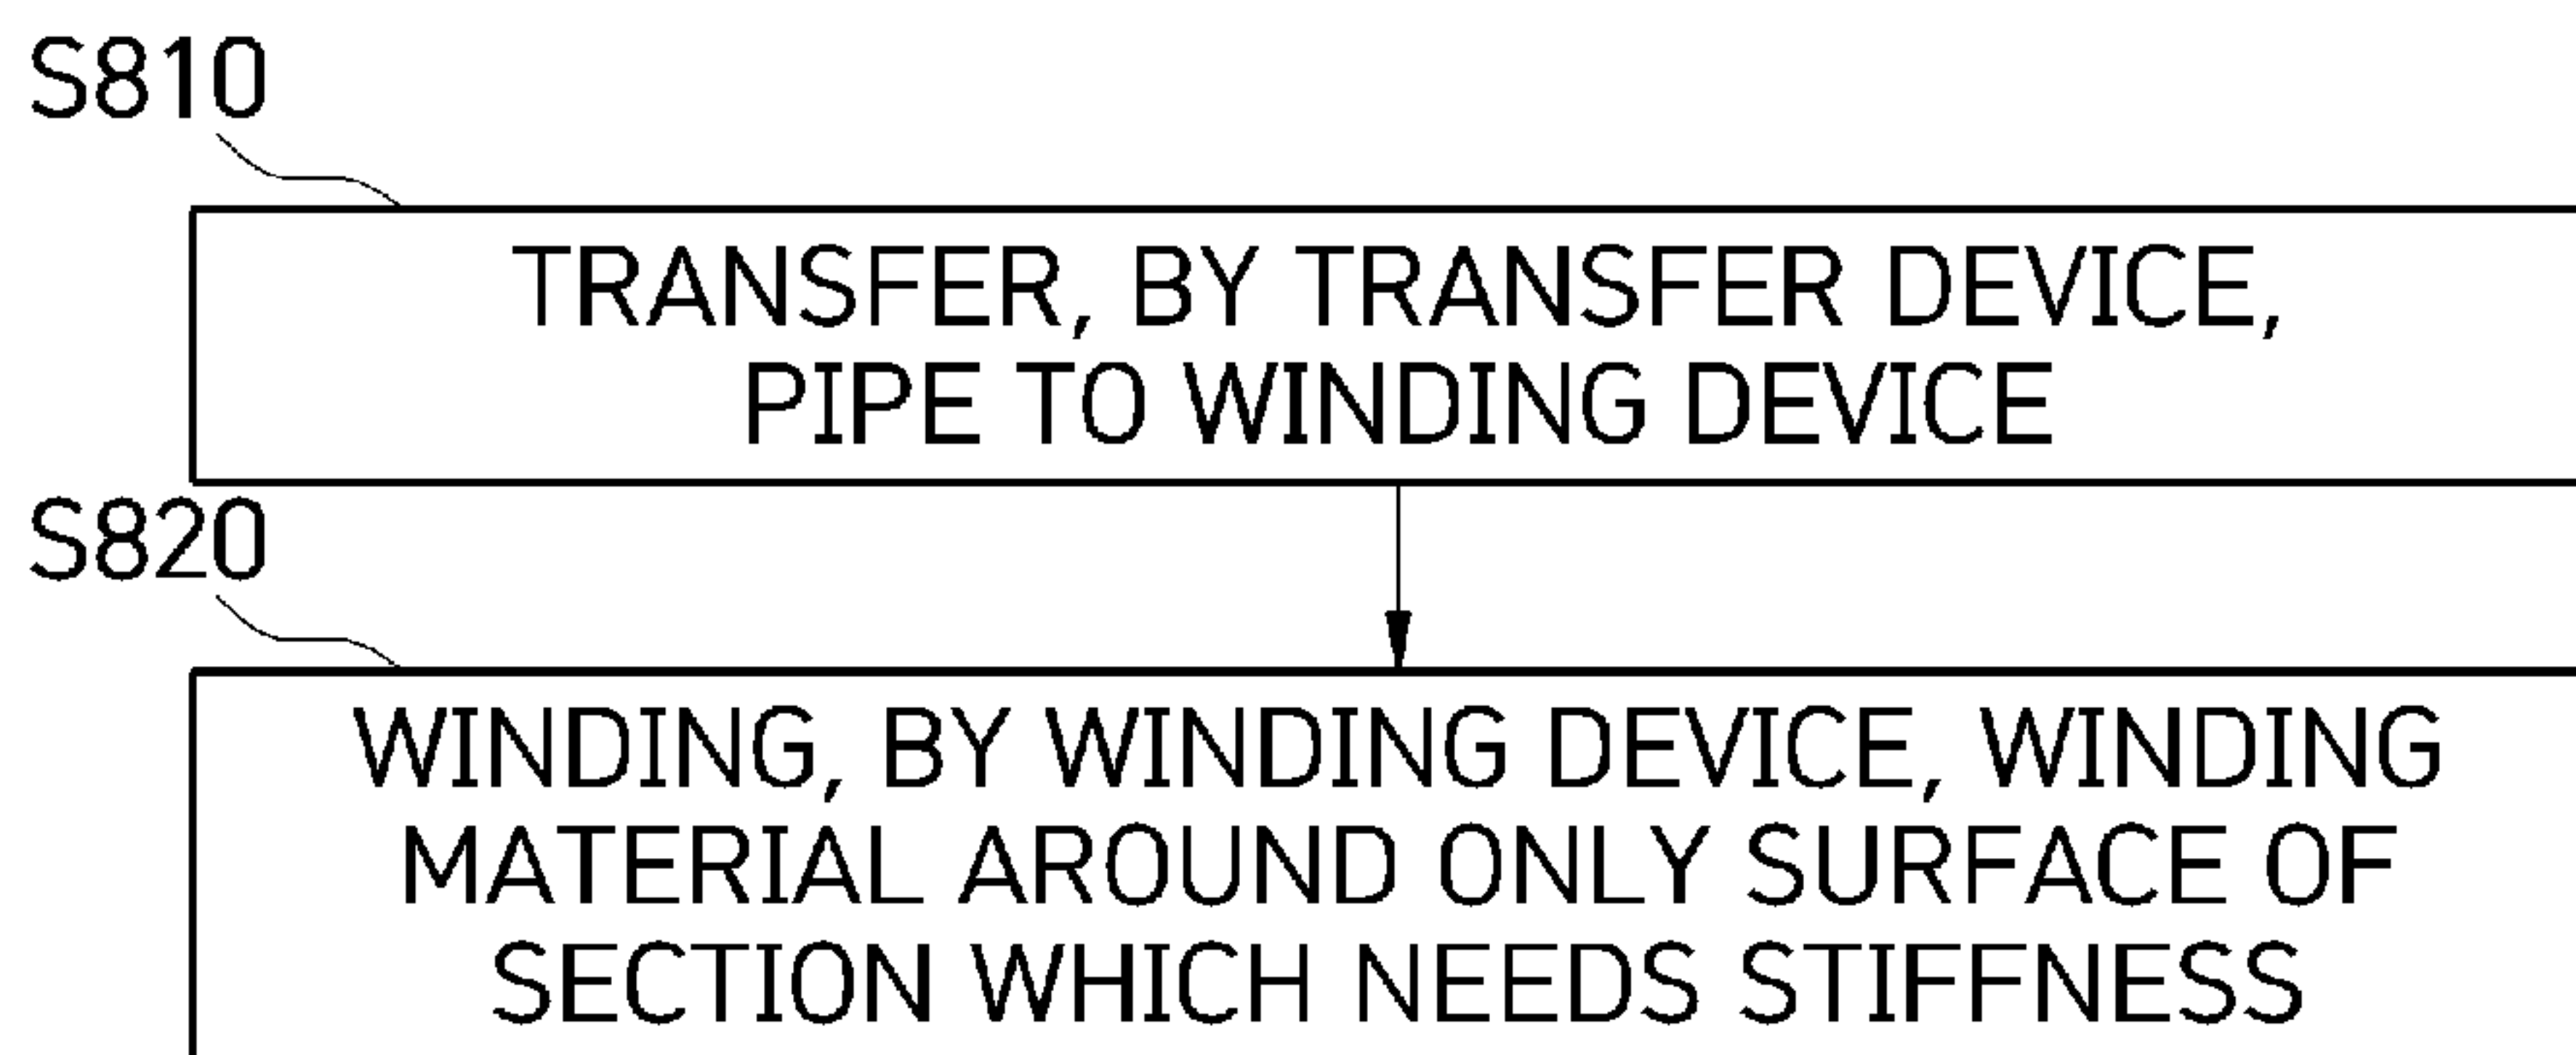 S810
TRANSFER, BY TRANSFER DEVICE,
PIPE TO WINDING DEVICE
S820
WINDING, BY WINDING DEVICE, WINDING
MATERIAL AROUND ONLY SURFACE OF
SECTION WHICH NEEDS STIFFNESS